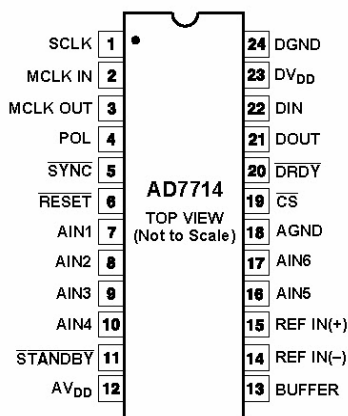 SCLK 1 24 DGND
MCLK IN 2 23 DVDD
MCLK OUT 3 22 DIN
POL 4 21 DOUT
SYNC 5 20 DRDY
RESET 6 19 CS
AIN1 7 18 AGND
AIN2 8 17 AIN6
AIN3 9 16 AIN5
AIN4 10 15 REF IN(+)
STANDBY 11 14 REF IN(–)
AVDD 12 13 BUFFER
AD7714
TOP VIEW
(Not to Scale)